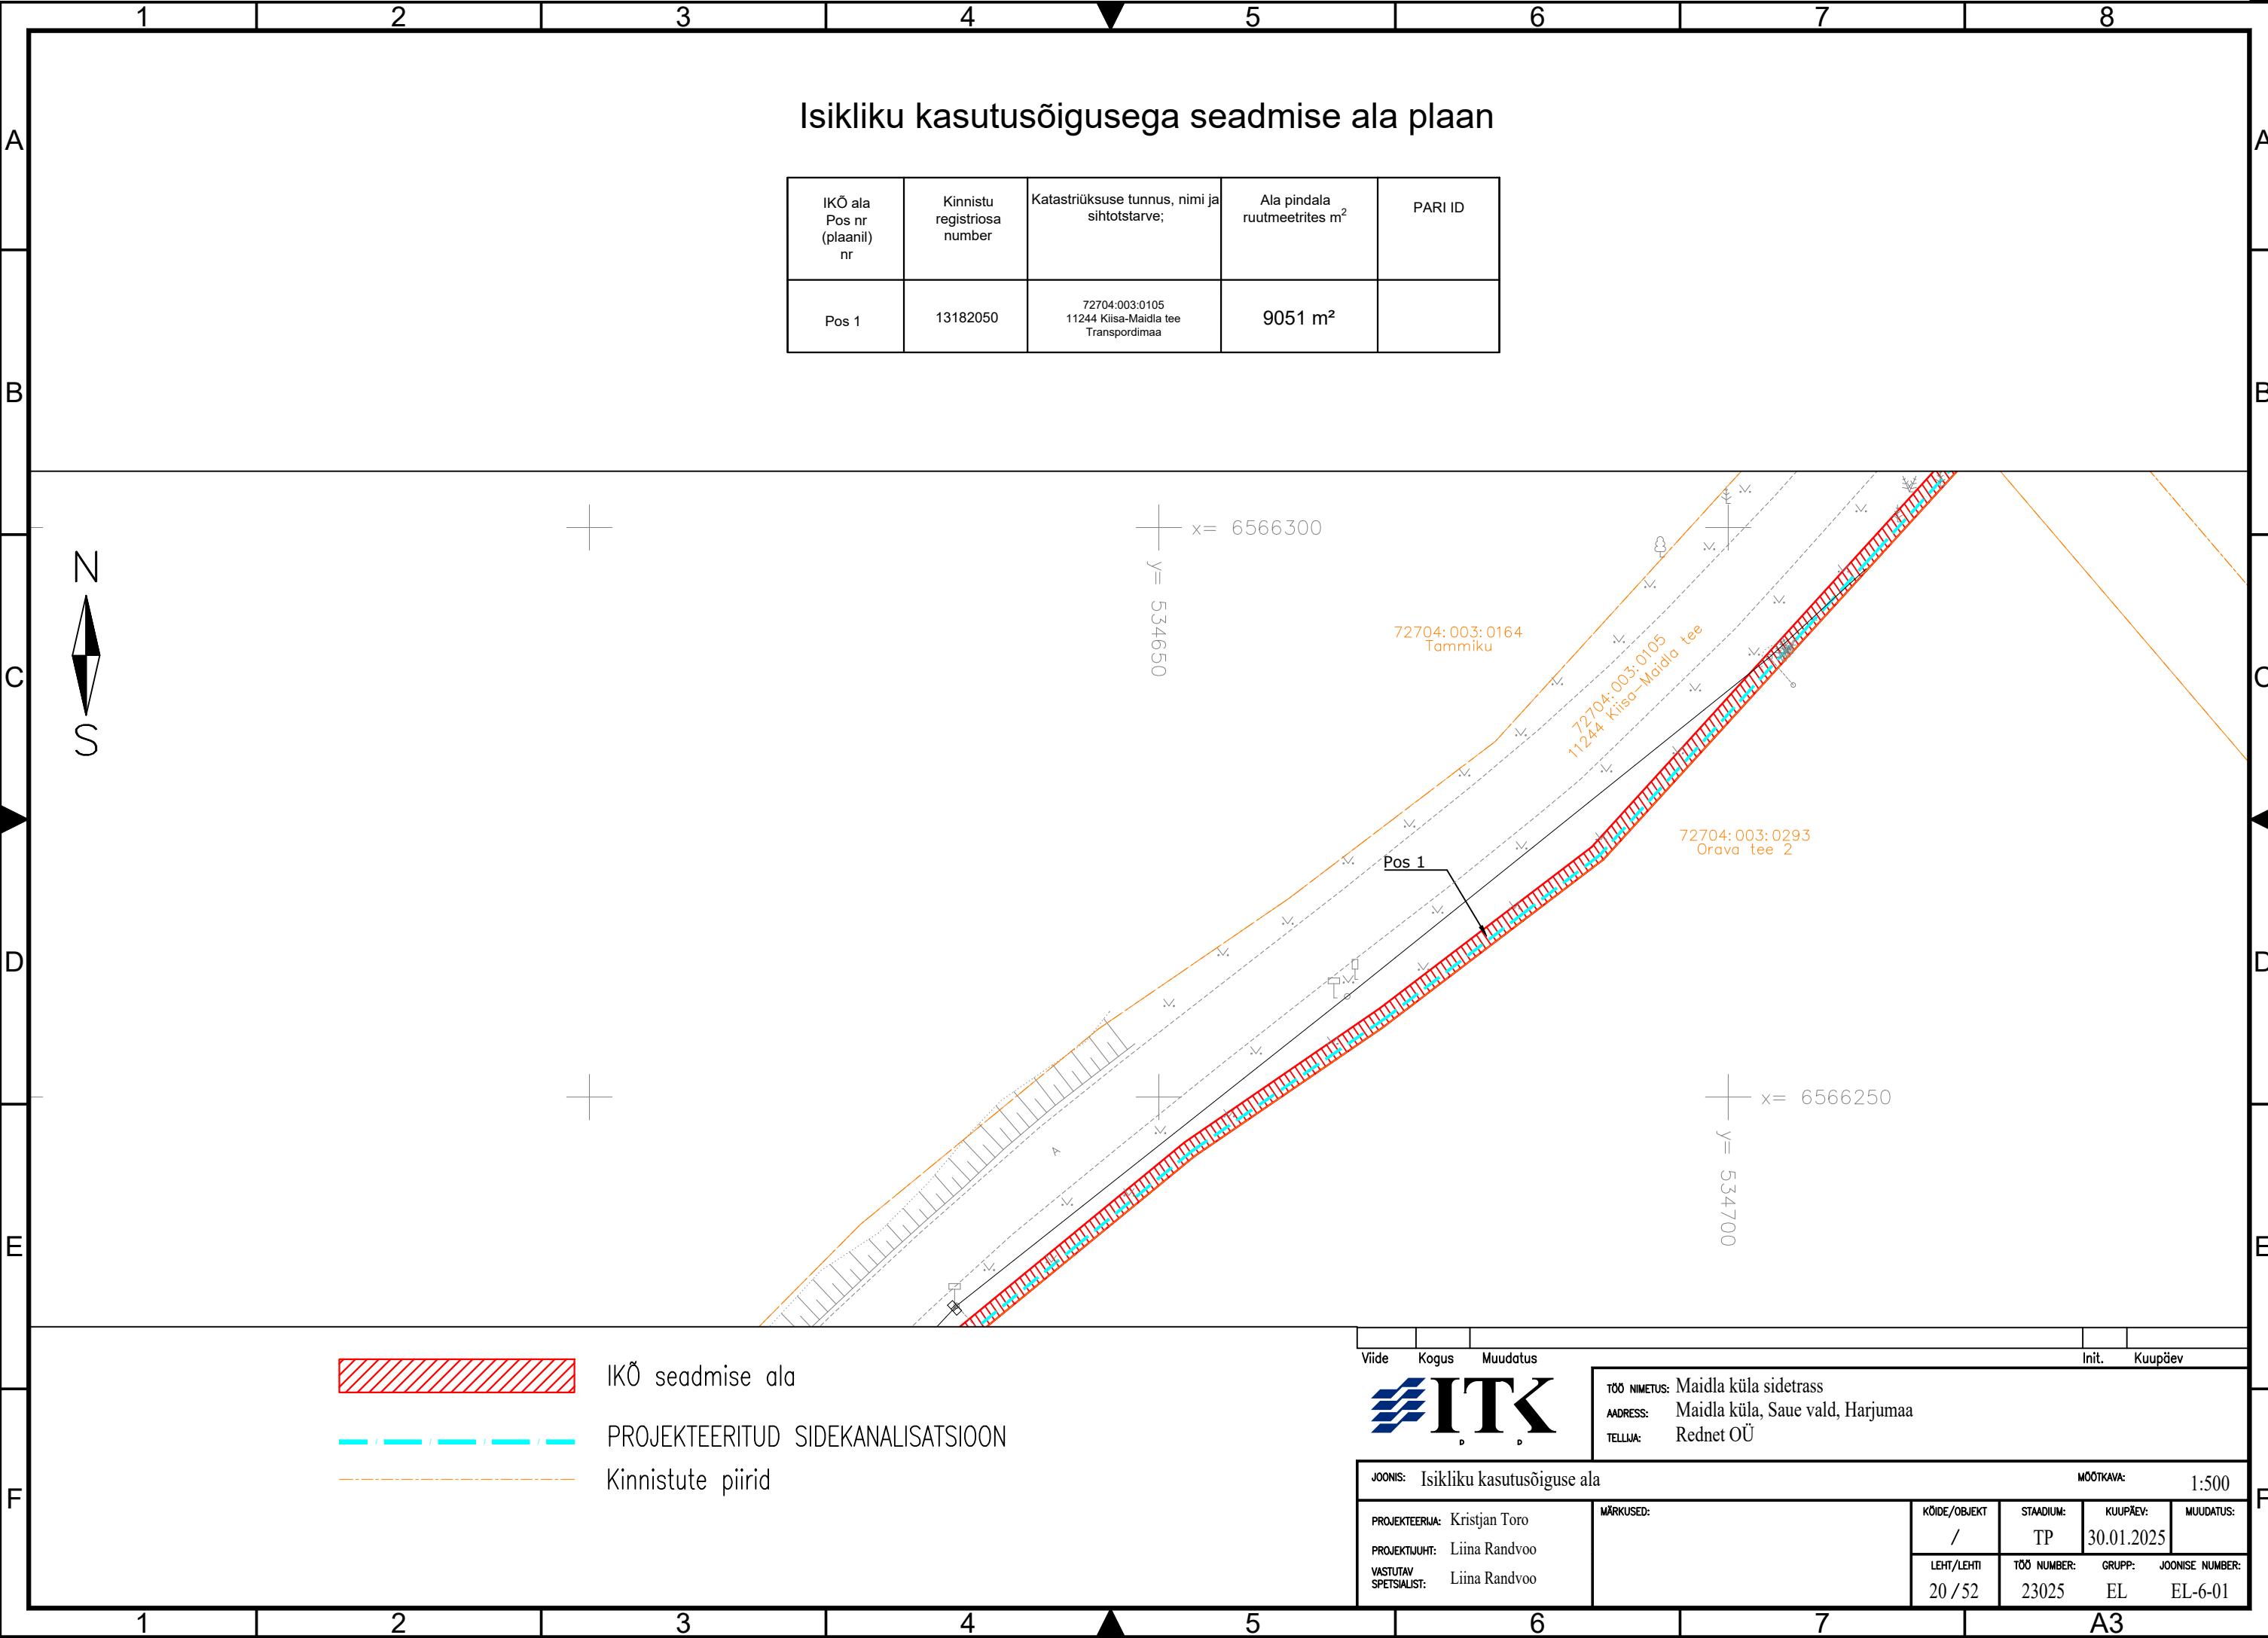 1 2 3 4 5 6 7 8
A A
B B
C C
D D
E E
F F
Isikliku kasutusõigusega seadmise ala plaan
IKÕ ala
Pos nr
(plaanil)
nr
Kinnistu
registriosa
number
Katastriüksuse tunnus, nimi ja
sihtotstarve;
Ala pindala
ruutmeetrites m²
PARI ID
Pos 1
13182050
72704:003:0105
11244 Kiisa-Maidla tee
Transpordimaa
9051 m²
N
S
x= 6566300
y= 534650
72704:003:0164
Tammiku
72704:003:0105
11244 Kiisa-Maidla tee
72704:003:0293
Orava tee 2
Pos 1
x= 6566250
y= 534700
A
IKÕ seadmise ala
PROJEKTEERITUD SIDEKANALISATSIOON
Kinnistute piirid
Viide Kogus Muudatus Init. Kuupäev
ITK
D D
TÖÖ NIMETUS: Maidla küla sidetrass
AADRESS: Maidla küla, Saue vald, Harjumaa
TELLIJA: Rednet OÜ
JOONIS: Isikliku kasutusõiguse ala
MÕÕTKAVA: 1:500
PROJEKTEERIJA: Kristjan Toro
PROJEKTIJUHT: Liina Randvoo
VASTUTAV
SPETSIALIST: Liina Randvoo
MÄRKUSED:
KÖIDE/OBJEKT STAADIUM: KUUPÄEV: MUUDATUS:
/ TP 30.01.2025
LEHT/LEHTI TÖÖ NUMBER: GRUPP: JOONISE NUMBER:
20 / 52 23025 EL EL-6-01
1 2 3 4 5 6 7 A3